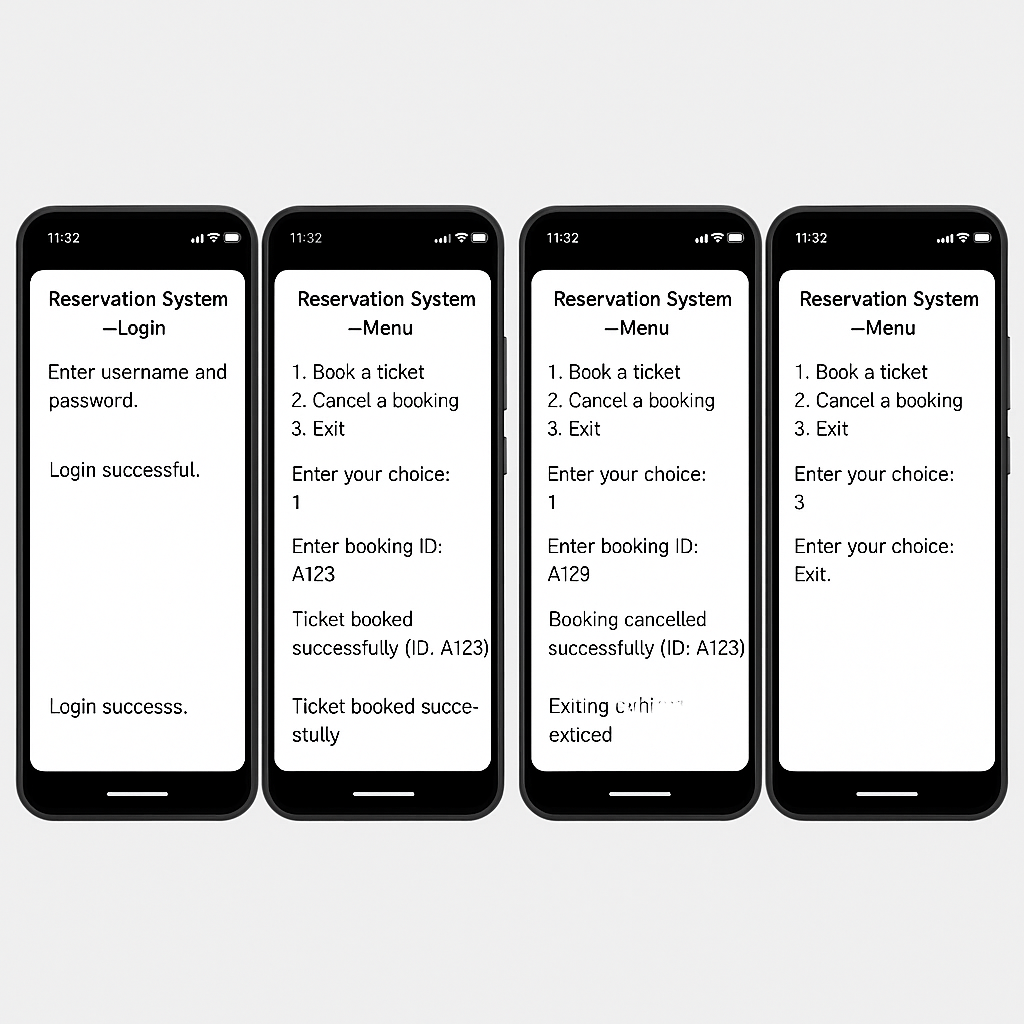 11:32
Reservation System
—Login
Enter username and
password.
Login successful.
Login successs.
11:32
Reservation System
—Menu
1. Book a ticket
2. Cancel a booking
3. Exit
Enter your choice:
1
Enter booking ID:
A123
Ticket booked
successfully (ID. A123)
Ticket booked succe-
stully
11:32
Reservation System
—Menu
1. Book a ticket
2. Cancel a booking
3. Exit
Enter your choice:
1
Enter booking ID:
A129
Booking cancelled
successfully (ID: A123)
Exiting
exticed
11:32
Reservation System
—Menu
1. Book a ticket
2. Cancel a booking
3. Exit
Enter your choice:
3
Enter your choice:
Exit.